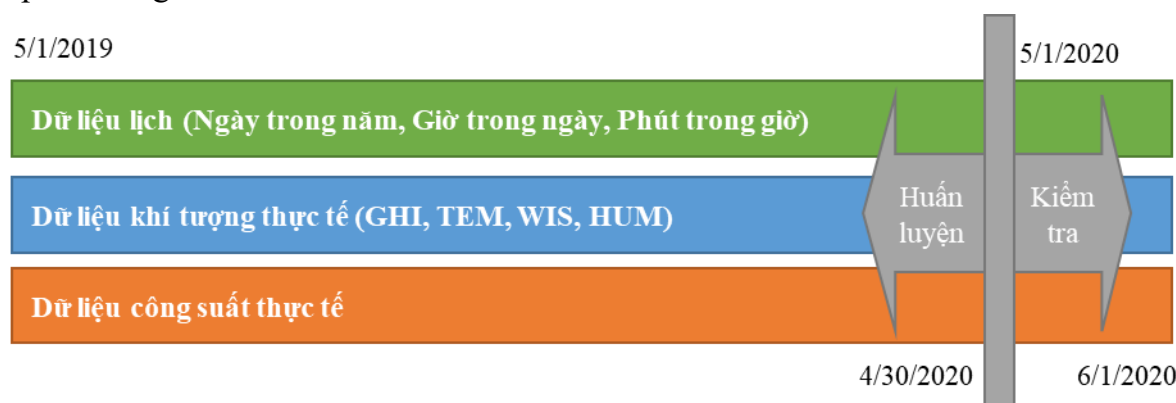 5/1/2019
5/1/2020
Dữ liệu lịch (Ngày trong năm, Giờ trong ngày, Phút trong giờ)
Dữ liệu khí tượng thực tế (GHI, TEM, WIS, HUM)
Huấn
luyện
Kiểm
tra
Dữ liệu công suất thực tế
4/30/2020
6/1/2020